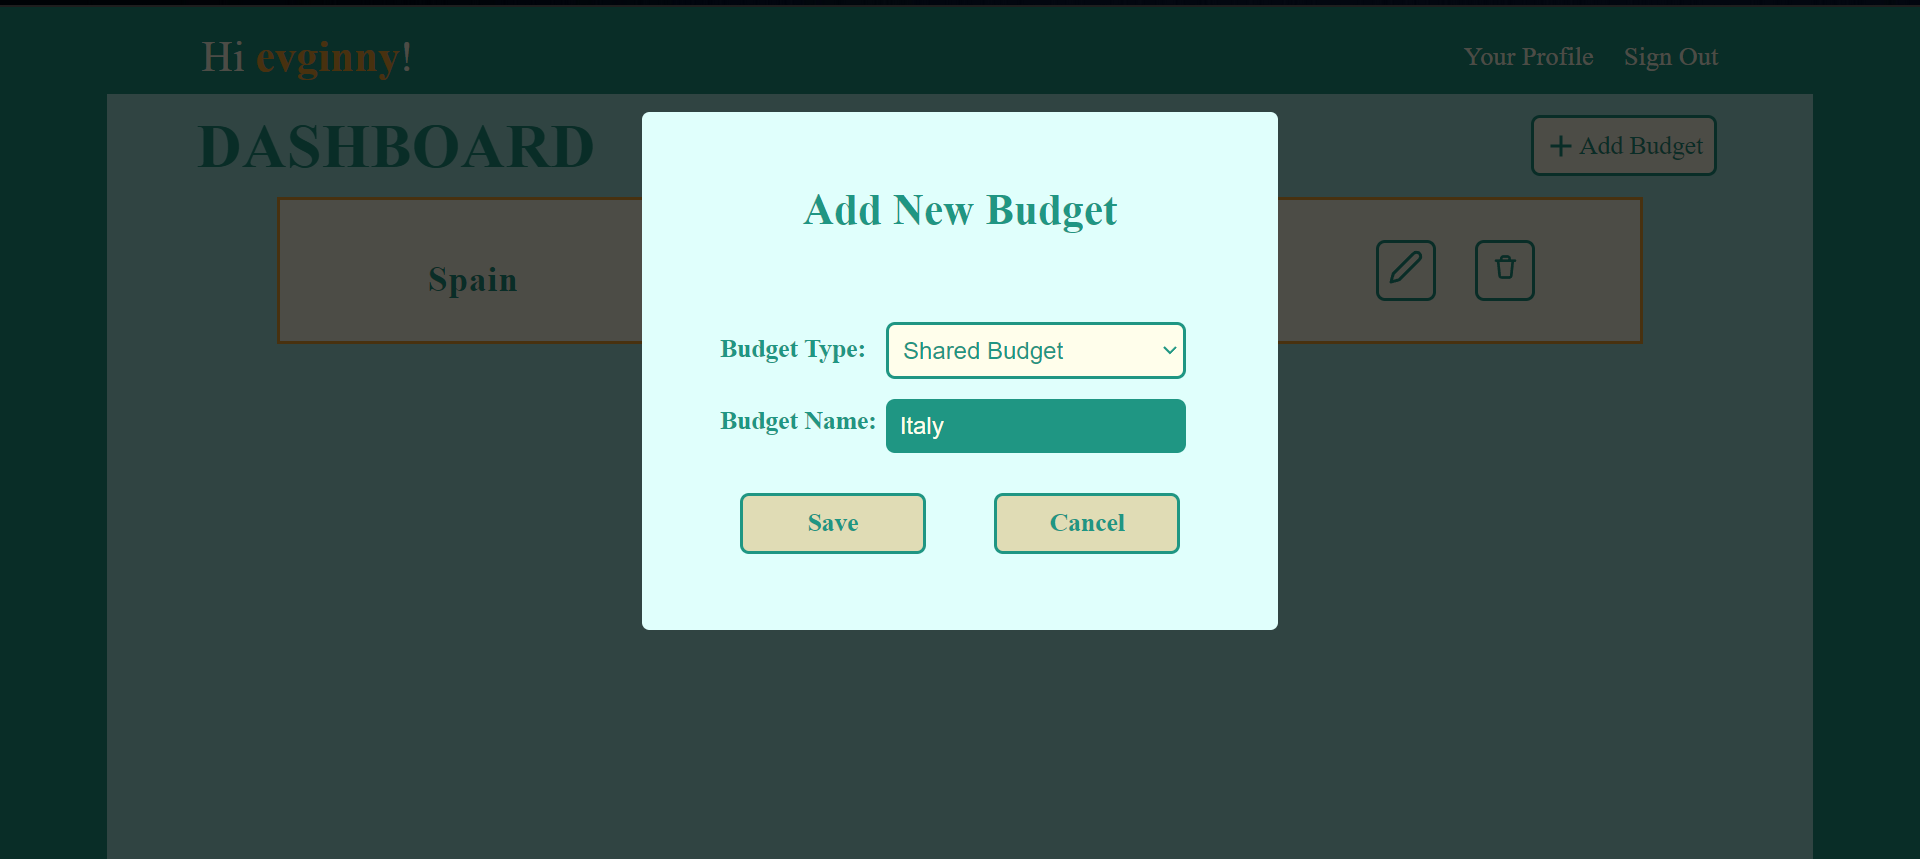 Hi evginny!
Your Profile
Sign Out
DASHBOARD
Add Budget
Spain
Add New Budget
Budget Type:
Shared Budget
Budget Name:
Italy
Save
Cancel